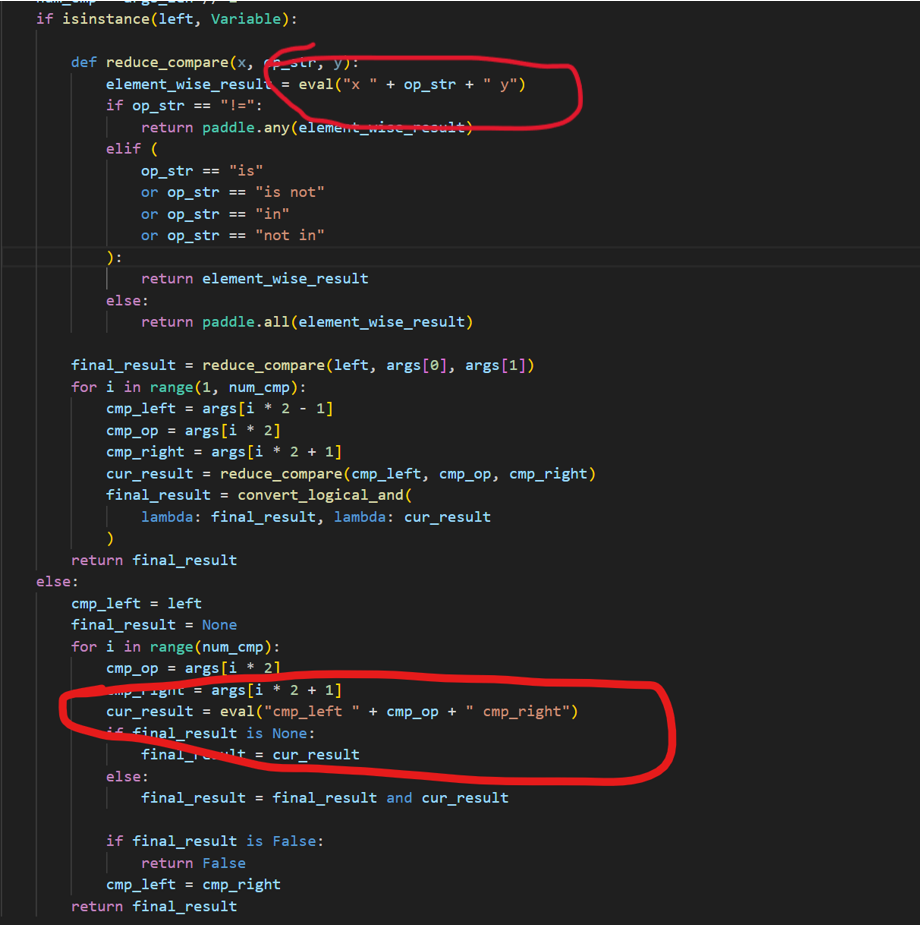 if isinstance(left, Variable):
def reduce_compare(x, op_str, y):
element_wise_result = eval("x " + op_str + " y")
if op_str == "!=":
return paddle.any(element_wise_result)
elif (
op_str == "is"
or op_str == "is not"
or op_str == "in"
or op_str == "not in"
):
return element_wise_result
else:
return paddle.all(element_wise_result)
final_result = reduce_compare(left, args[0], args[1])
for i in range(1, num_cmp):
cmp_left = args[i * 2 - 1]
cmp_op = args[i * 2]
cmp_right = args[i * 2 + 1]
cur_result = reduce_compare(cmp_left, cmp_op, cmp_right)
final_result = convert_logical_and(
lambda: final_result, lambda: cur_result
)
return final_result
else:
cmp_left = left
final_result = None
for i in range(num_cmp):
cmp_op = args[i * 2]
cmp_right = args[i * 2 + 1]
cur_result = eval("cmp_left " + cmp_op + " cmp_right")
if final_result is None:
final_result = cur_result
else:
final_result = final_result and cur_result
if final_result is False:
return False
cmp_left = cmp_right
return final_result